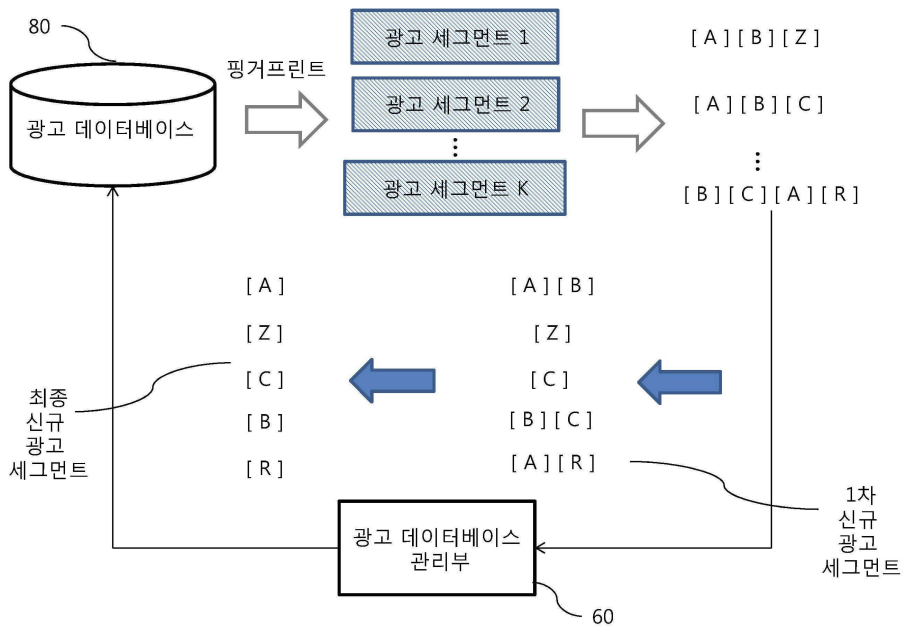 80
광고 데이터베이스
핑거프린트
광고 세그먼트 1
광고 세그먼트 2
⋮
광고 세그먼트 K
[ A ] [ B ] [ Z ]
[ A ] [ B ] [ C ]
⋮
[ B ] [ C ] [ A ] [ R ]
[ A ]
[ Z ]
[ C ]
[ B ]
[ R ]
[ A ] [ B ]
[ Z ]
[ C ]
[ B ] [ C ]
[ A ] [ R ]
최종
신규
광고
세그먼트
1차
신규
광고
세그먼트
광고 데이터베이스
관리부
60